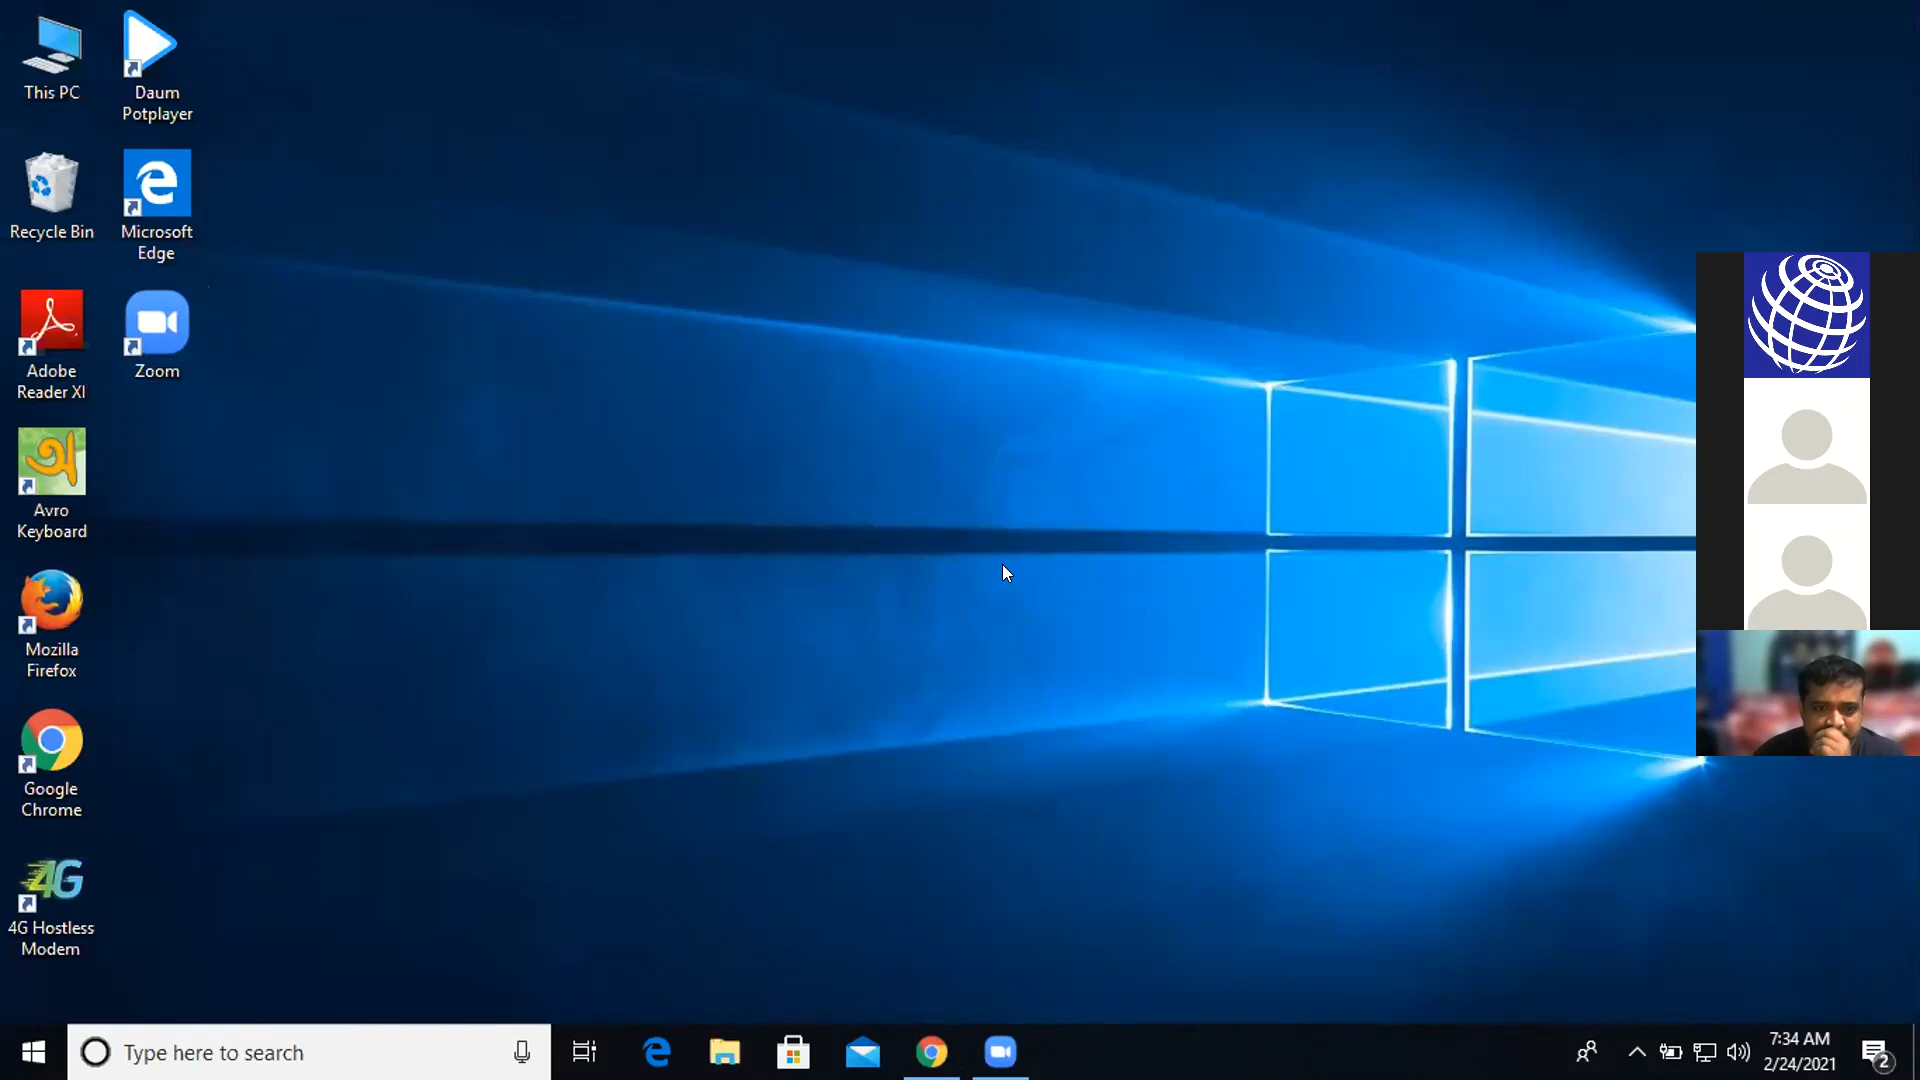 This PC
Daum
Potplayer
Recycle Bin
Microsoft
Edge
Adobe
Reader XI
Zoom
অ
Avro
Keyboard
Mozilla
Firefox
Google
Chrome
4G
4G Hostless
Modem
Type here to search
7:34 AM
2/24/2021
2